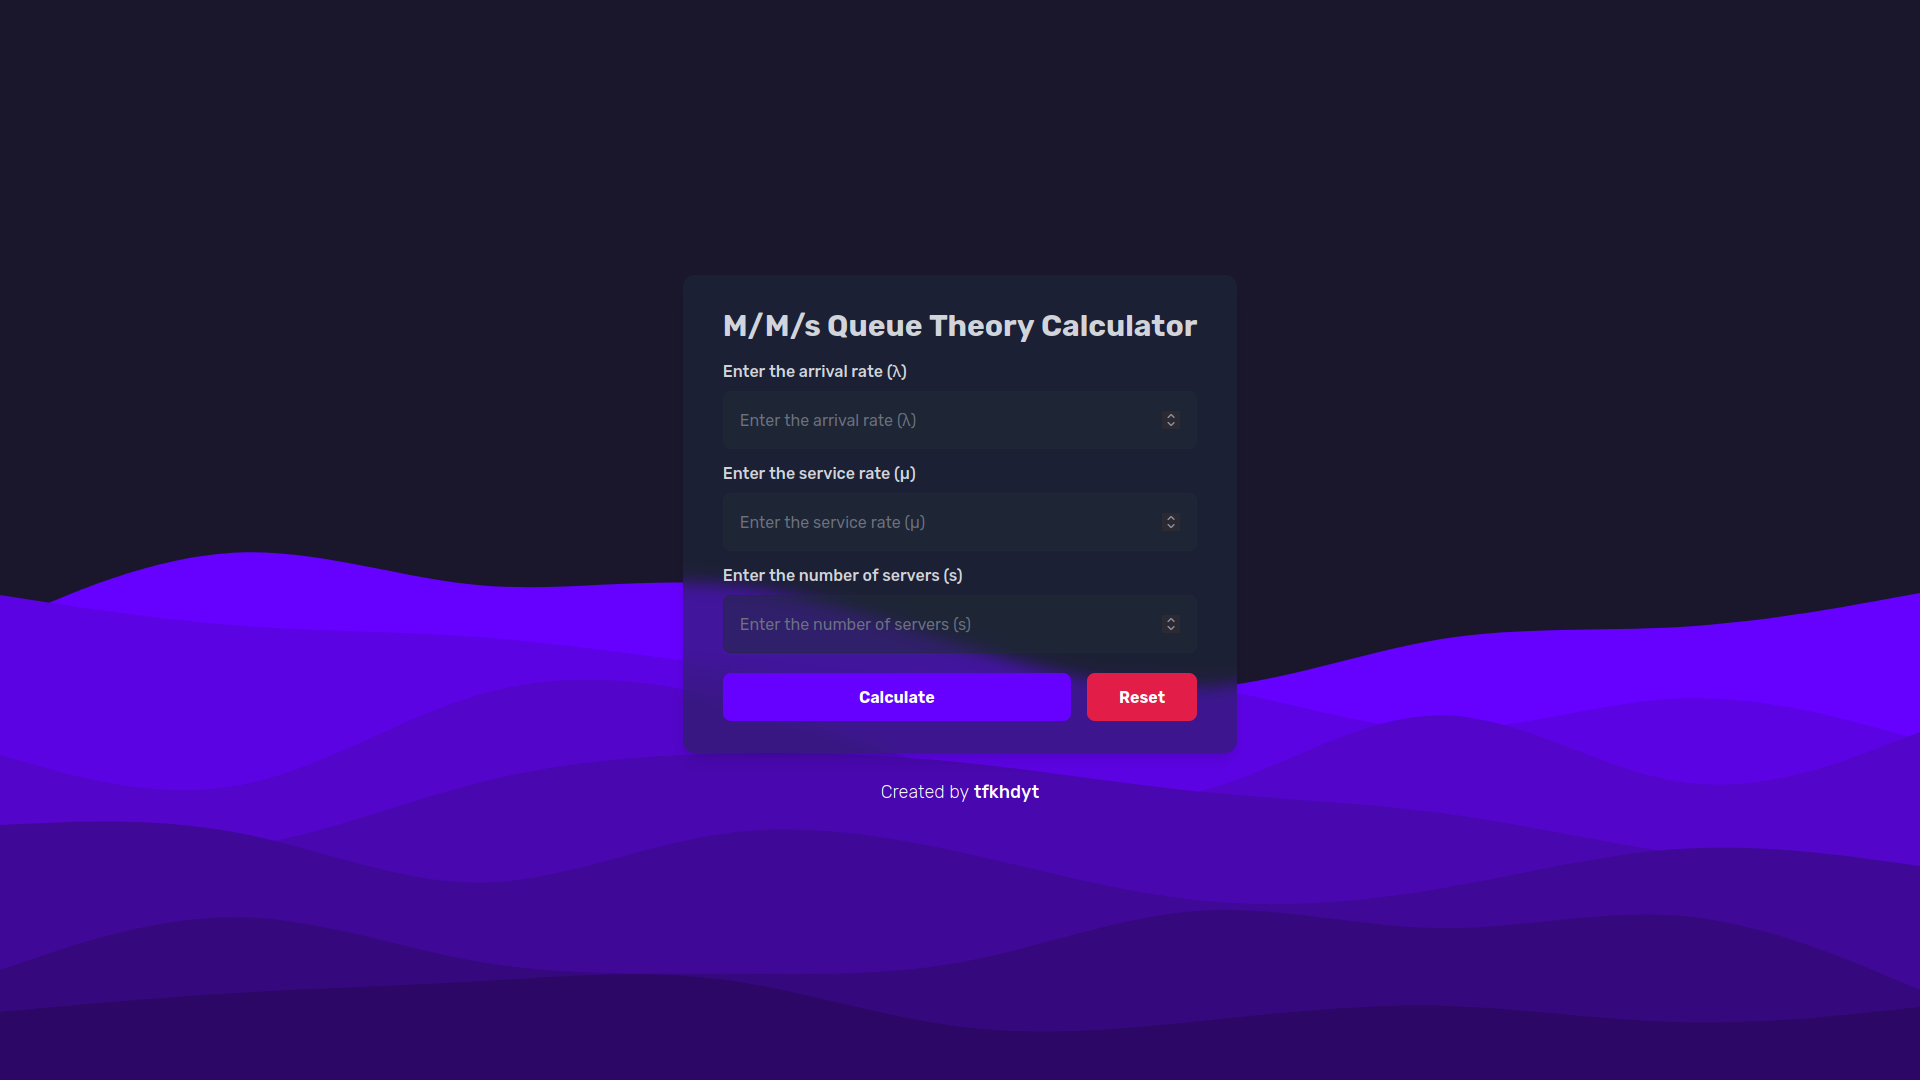 M/M/s Queue Theory Calculator
Enter the arrival rate (λ)
Enter the arrival rate (λ)
Enter the service rate (μ)
Enter the service rate (μ)
Enter the number of servers (s)
Enter the number of servers (s)
Calculate Reset
Created by tfkhdyt